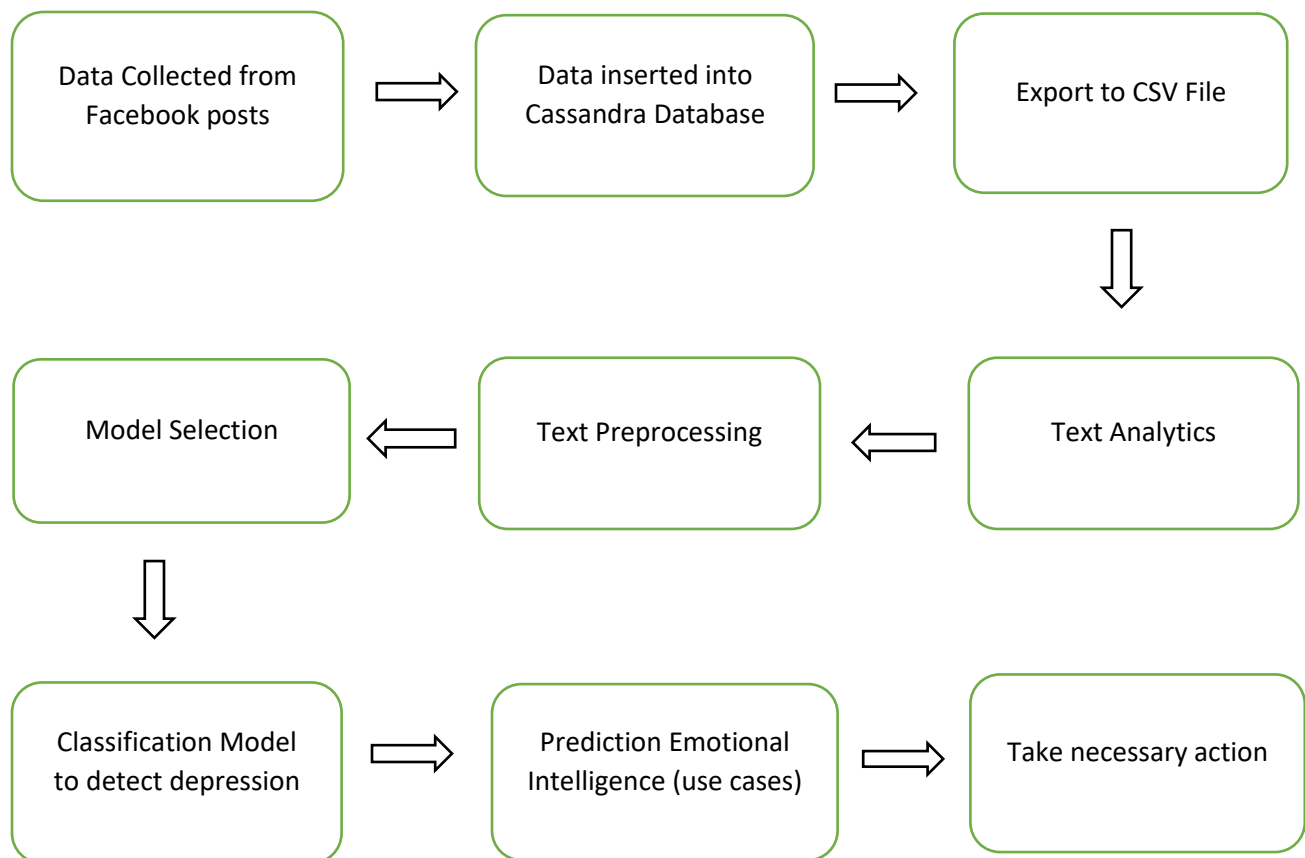 Data Collected from
Facebook posts
Data inserted into
Cassandra Database
Export to CSV File
Text Analytics
Text Preprocessing
Model Selection
Classification Model
to detect depression
Prediction Emotional
Intelligence (use cases)
Take necessary action